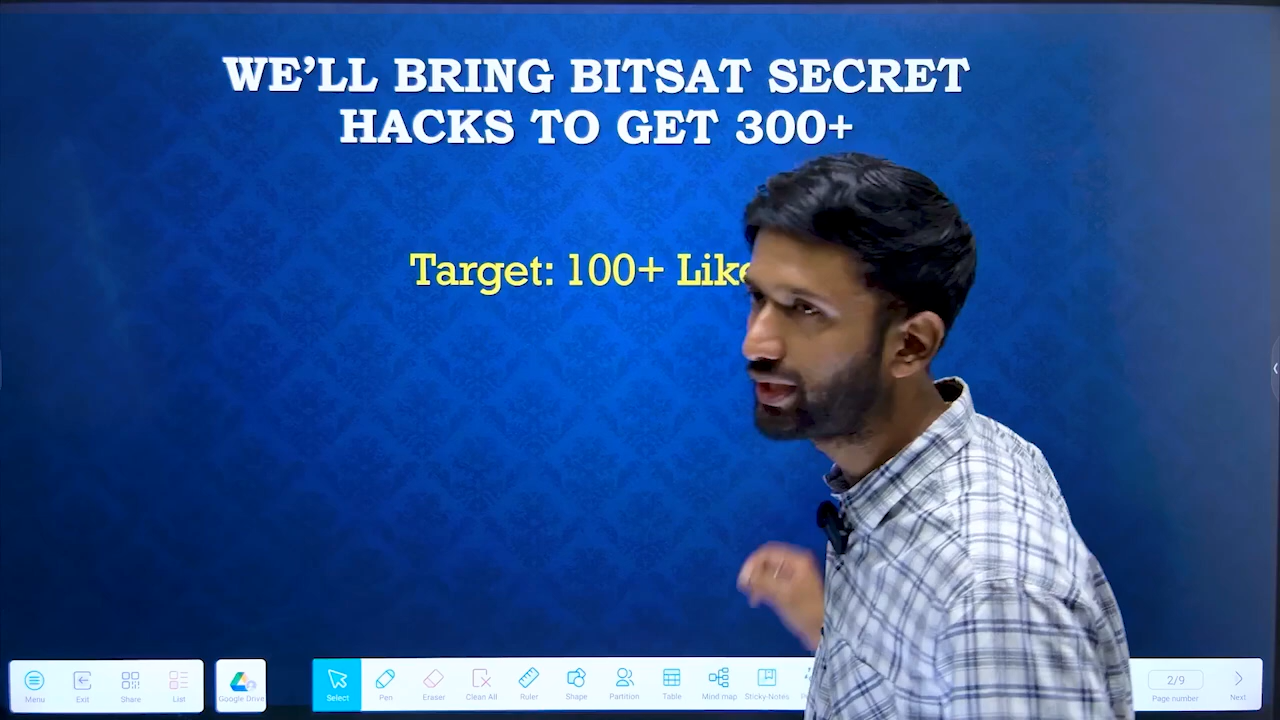 WE'LL BRING BITSAT SECRET
HACKS TO GET 300+
Target: 100+ Like
Menu
Exit
Share
List
Google Drive
Select
Pen
Eraser
Clean All
Ruler
Shape
Partition
Table
Mind map
Sticky-Notes
2/9
Page number
Next